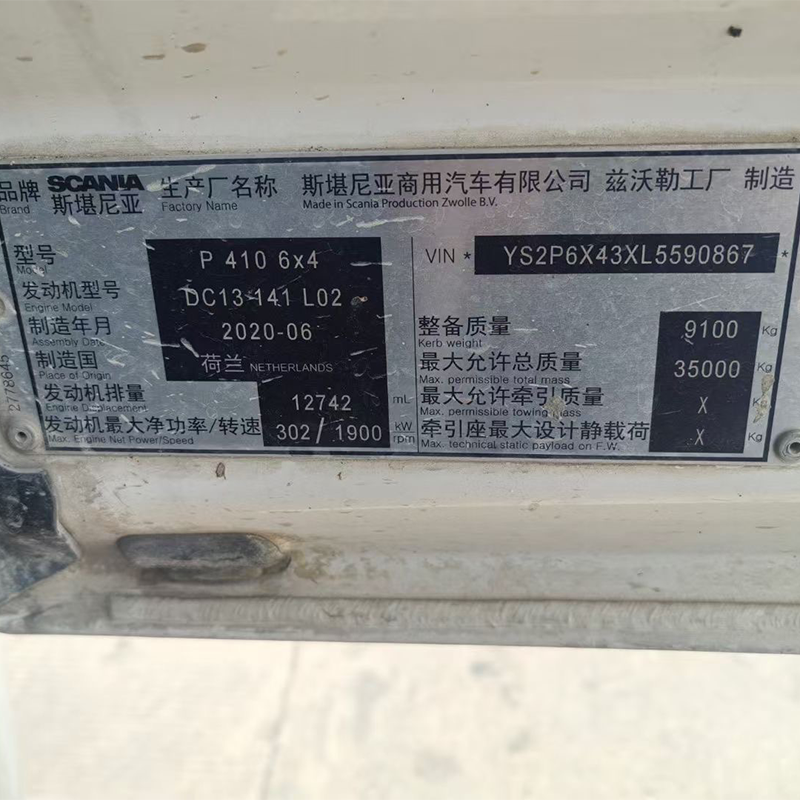 品牌 SCANIA 生产厂名称 斯堪尼亚商用汽车有限公司 兹沃勒工厂 制造
Brand 斯堪尼亚 Factory Name Made in Scania Production Zwolle B.V.
型号 P 410 6x4
Model
发动机型号 DC13 141 L02
Engine Model
制造年月 2020-06
Assembly Date
制造国 荷兰 NETHERLANDS
Place of Origin
发动机排量 12742 mL
Engine Displacement
发动机最大净功率/转速 302/1900 kW rpm
Max. Engine Net Power/Speed
2778645
VIN * YS2P6X43XL5590867 *
整备质量 9100 Kg
Kerb weight
最大允许总质量 35000 Kg
Max. permissible total mass
最大允许牵引质量 X Kg
Max. permissible towing mass
牵引座最大设计静载荷 X Kg
Max. technical static payload on F.W.